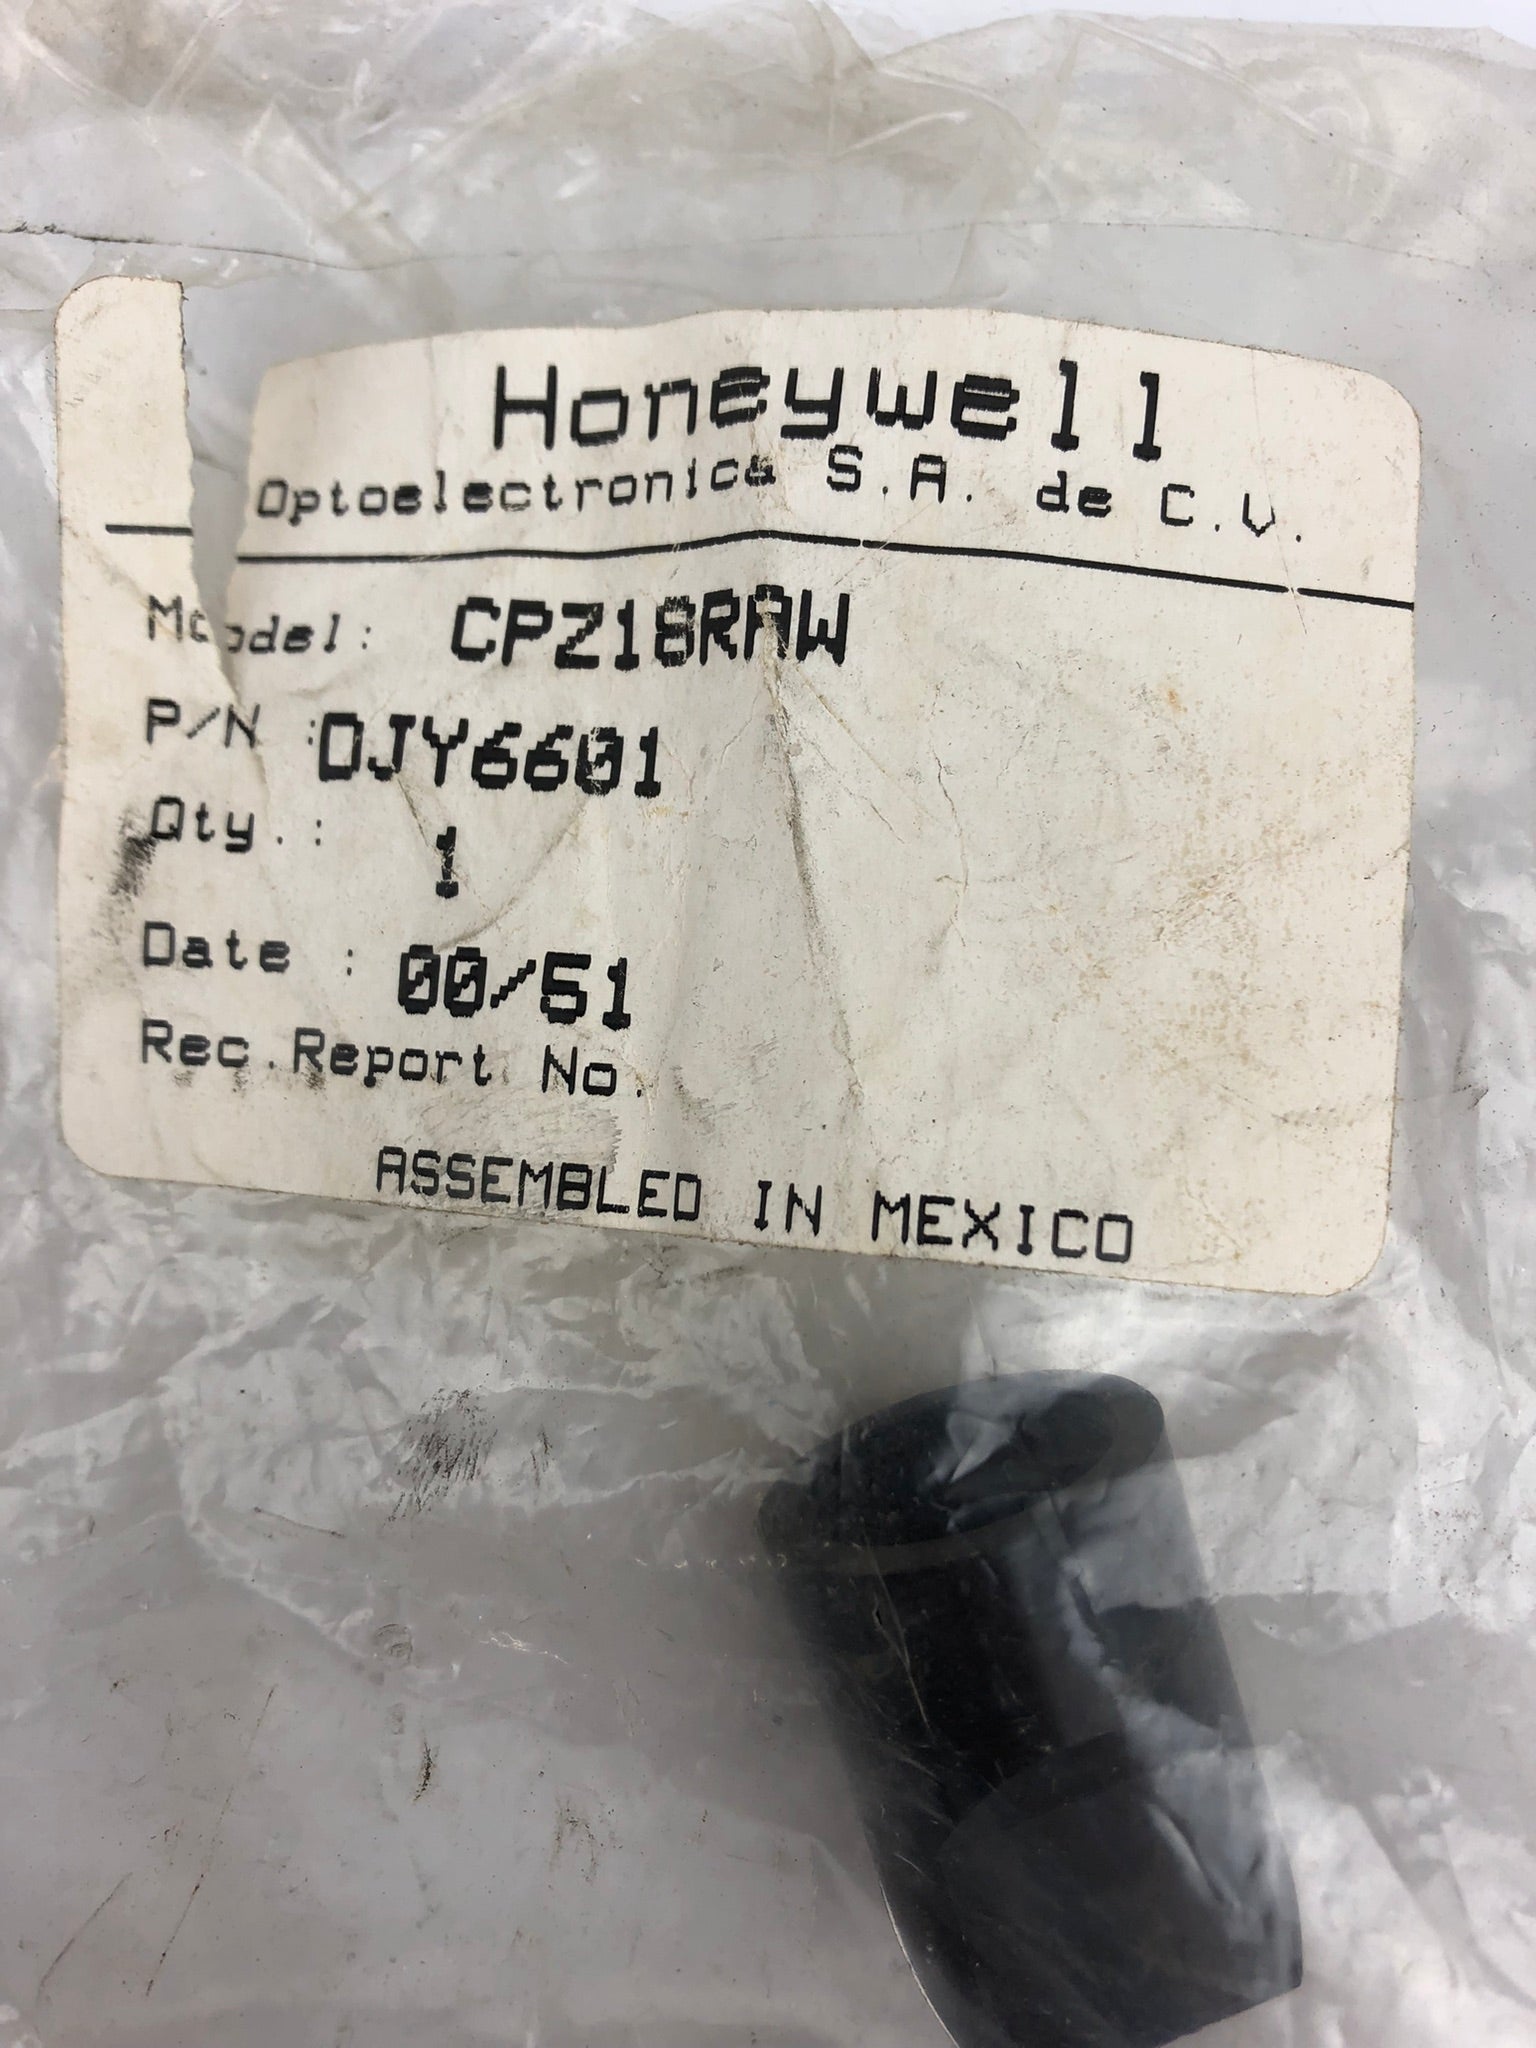 Honeywell
Optoelectronica S.A. de C.V.
Model: CPZ18RAW
P/N :DJY6601
Qty.: 1
Date : 00/51
Rec.Report No.
ASSEMBLED IN MEXICO